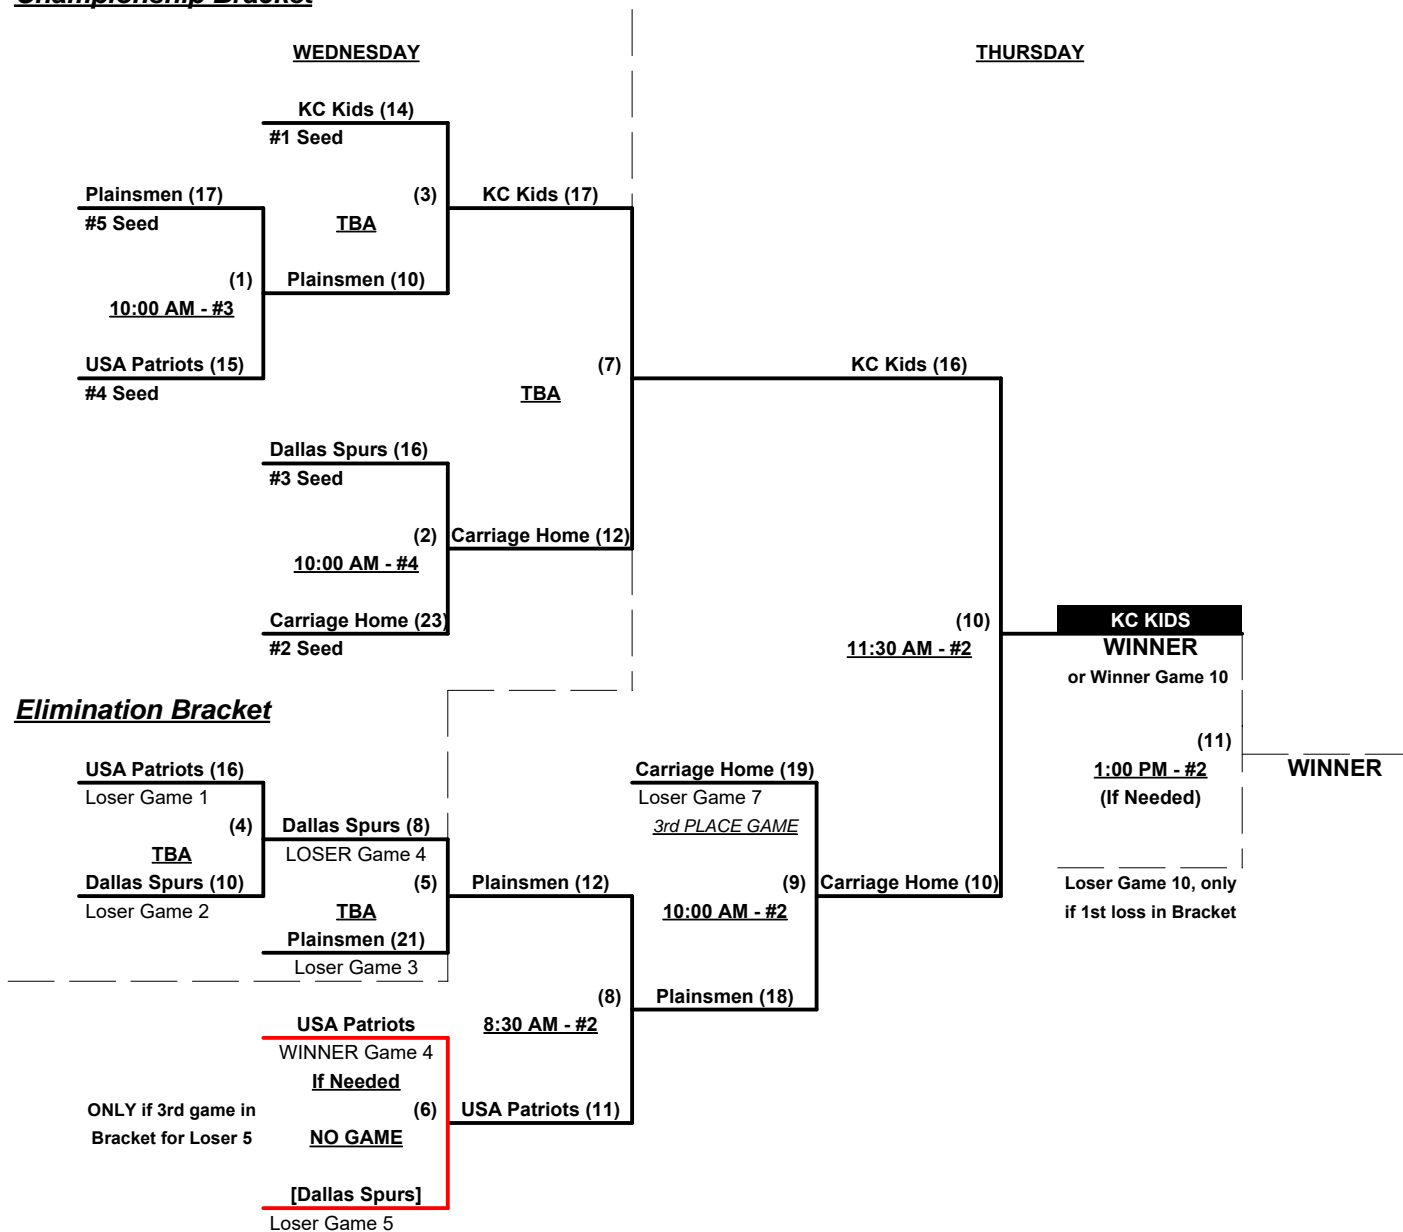 Championship Bracket
WEDNESDAY
THURSDAY
KC Kids (14)
#1 Seed
Plainsmen (17)
(3)
KC Kids (17)
#5 Seed
TBA
(1)
Plainsmen (10)
10:00 AM - #3
USA Patriots (15)
(7)
KC Kids (16)
#4 Seed
TBA
Dallas Spurs (16)
#3 Seed
(2)
Carriage Home (12)
10:00 AM - #4
Carriage Home (23)
#2 Seed
(10)
11:30 AM - #2
KC KIDS
WINNER
or Winner Game 10
Elimination Bracket
(11)
1:00 PM - #2
(If Needed)
WINNER
USA Patriots (16)
Loser Game 1
Carriage Home (19)
Loser Game 7
3rd PLACE GAME
(4)
Dallas Spurs (8)
TBA
LOSER Game 4
Dallas Spurs (10)
Loser Game 2
(5)
Plainsmen (12)
TBA
(9)
Carriage Home (10)
10:00 AM - #2
Loser Game 10, only
if 1st loss in Bracket
Plainsmen (21)
Loser Game 3
(8)
Plainsmen (18)
8:30 AM - #2
USA Patriots
WINNER Game 4
If Needed
ONLY if 3rd game in
Bracket for Loser 5
(6)
USA Patriots (11)
NO GAME
[Dallas Spurs]
Loser Game 5